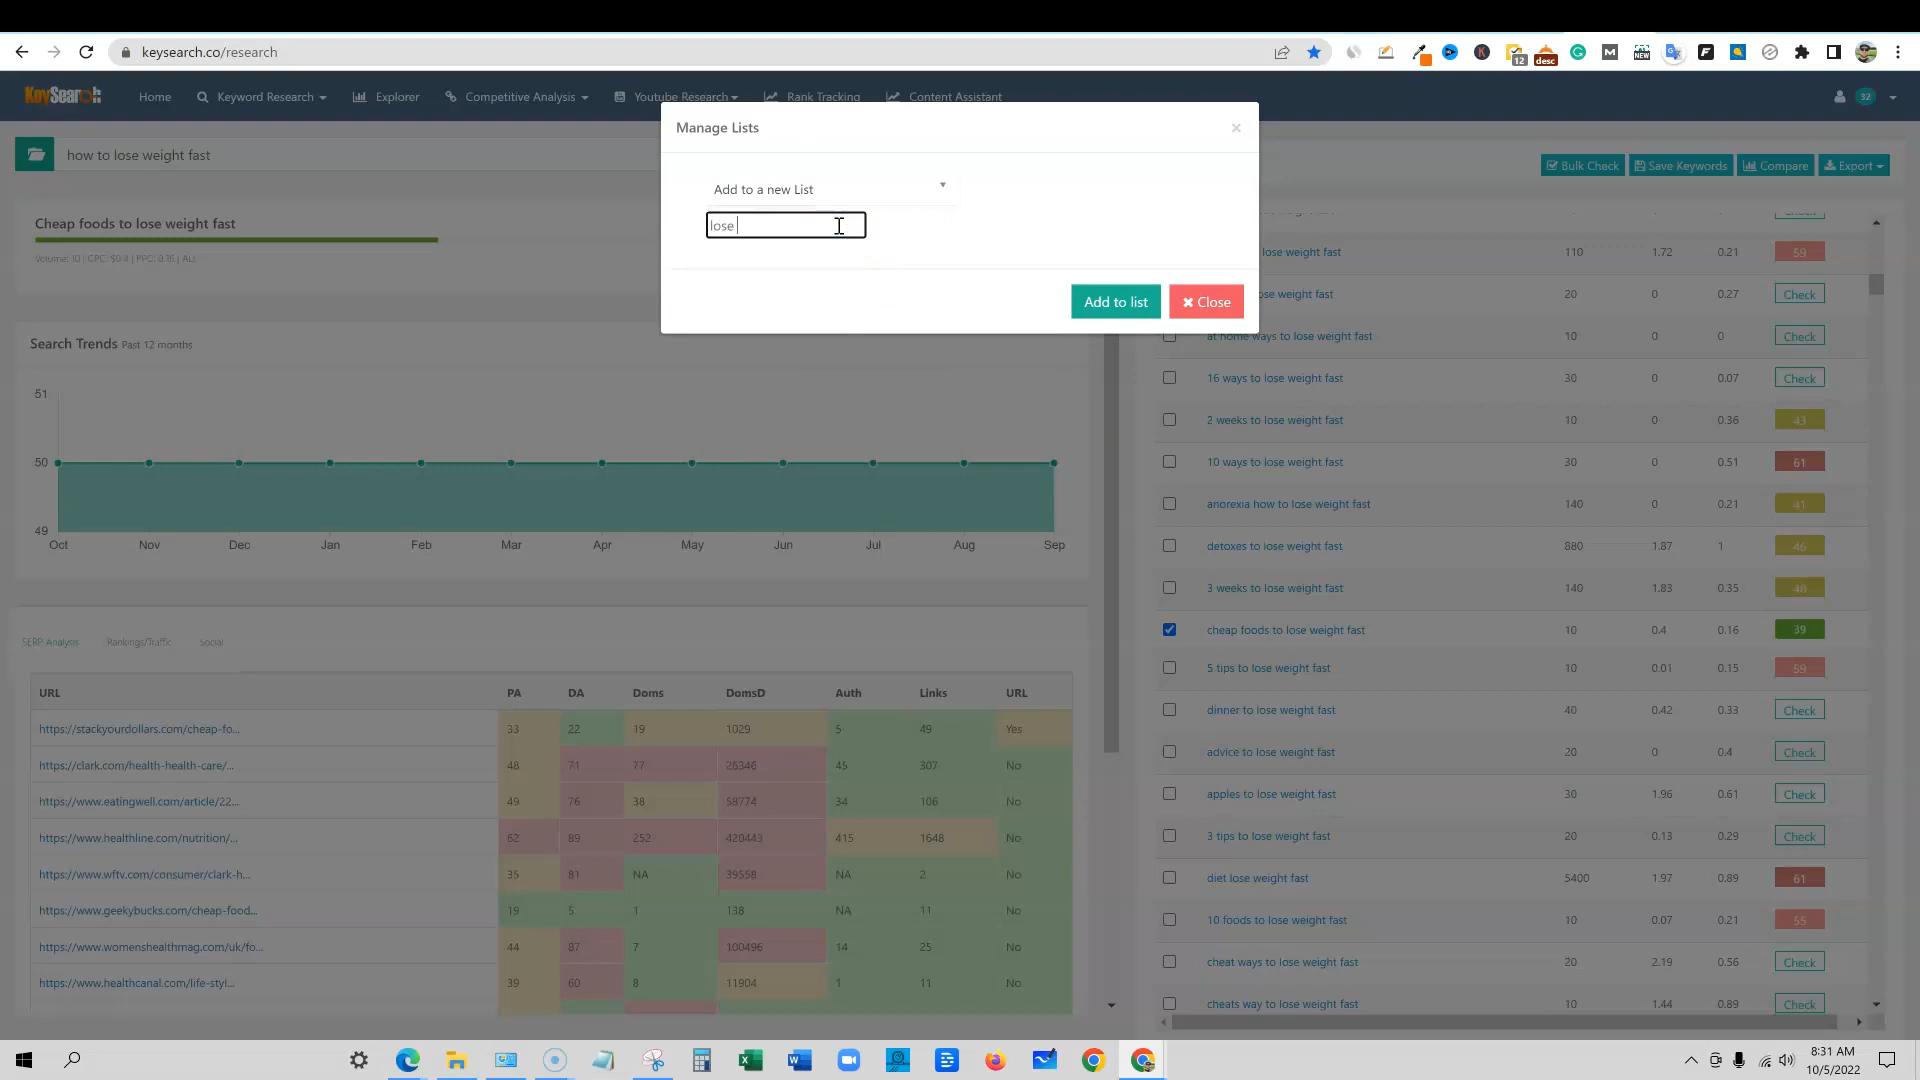 keysearch.co/research
12
desc
NEW
KeySearch
Home
Keyword Research
Explorer
Competitive Analysis
Youtube Research
Rank Tracking
Content Assistant
32
how to lose weight fast
Manage Lists
×
Add to a new List
lose
Add to list
Close
Bulk Check
Save Keywords
Compare
Export
Cheap foods to lose weight fast
Volume: 10 | CPC: $0.4 | PPC: 0.16 | ALL
Search Trends Past 12 months
51
50
49
Oct Nov Dec Jan Feb Mar Apr May Jun Jul Aug Sep
SERP Analysis Rankings/Traffic Social
URL PA DA Doms DomsD Auth Links URL
https://stackyourdollars.com/cheap-fo... 33 22 19 1029 5 49 Yes
https://clark.com/health-health-care/... 48 71 77 26346 45 307 No
https://www.eatingwell.com/article/22... 49 76 38 58774 34 106 No
https://www.healthline.com/nutrition/... 62 89 252 420443 415 1648 No
https://www.wftv.com/consumer/clark-h... 35 81 NA 39558 NA 2 No
https://www.geekybucks.com/cheap-food... 19 5 1 138 NA 11 No
https://www.womenshealthmag.com/uk/fo... 44 87 7 100496 14 25 No
https://www.healthcanal.com/life-styl... 39 60 8 11904 1 11 No
lose weight fast 110 1.72 0.21 59
ose weight fast 20 0 0.27 Check
at home ways to lose weight fast 10 0 0 Check
16 ways to lose weight fast 30 0 0.07 Check
2 weeks to lose weight fast 10 0 0.36 43
10 ways to lose weight fast 30 0 0.51 61
anorexia how to lose weight fast 140 0 0.21 41
detoxes to lose weight fast 880 1.87 1 46
3 weeks to lose weight fast 140 1.83 0.35 48
cheap foods to lose weight fast 10 0.4 0.16 39
5 tips to lose weight fast 10 0.01 0.15 59
dinner to lose weight fast 40 0.42 0.33 Check
advice to lose weight fast 20 0 0.4 Check
apples to lose weight fast 30 1.96 0.61 Check
3 tips to lose weight fast 20 0.13 0.29 Check
diet lose weight fast 5400 1.97 0.89 61
10 foods to lose weight fast 10 0.07 0.21 55
cheat ways to lose weight fast 20 2.19 0.56 Check
cheats way to lose weight fast 10 1.44 0.89 Check
8:31 AM
10/5/2022